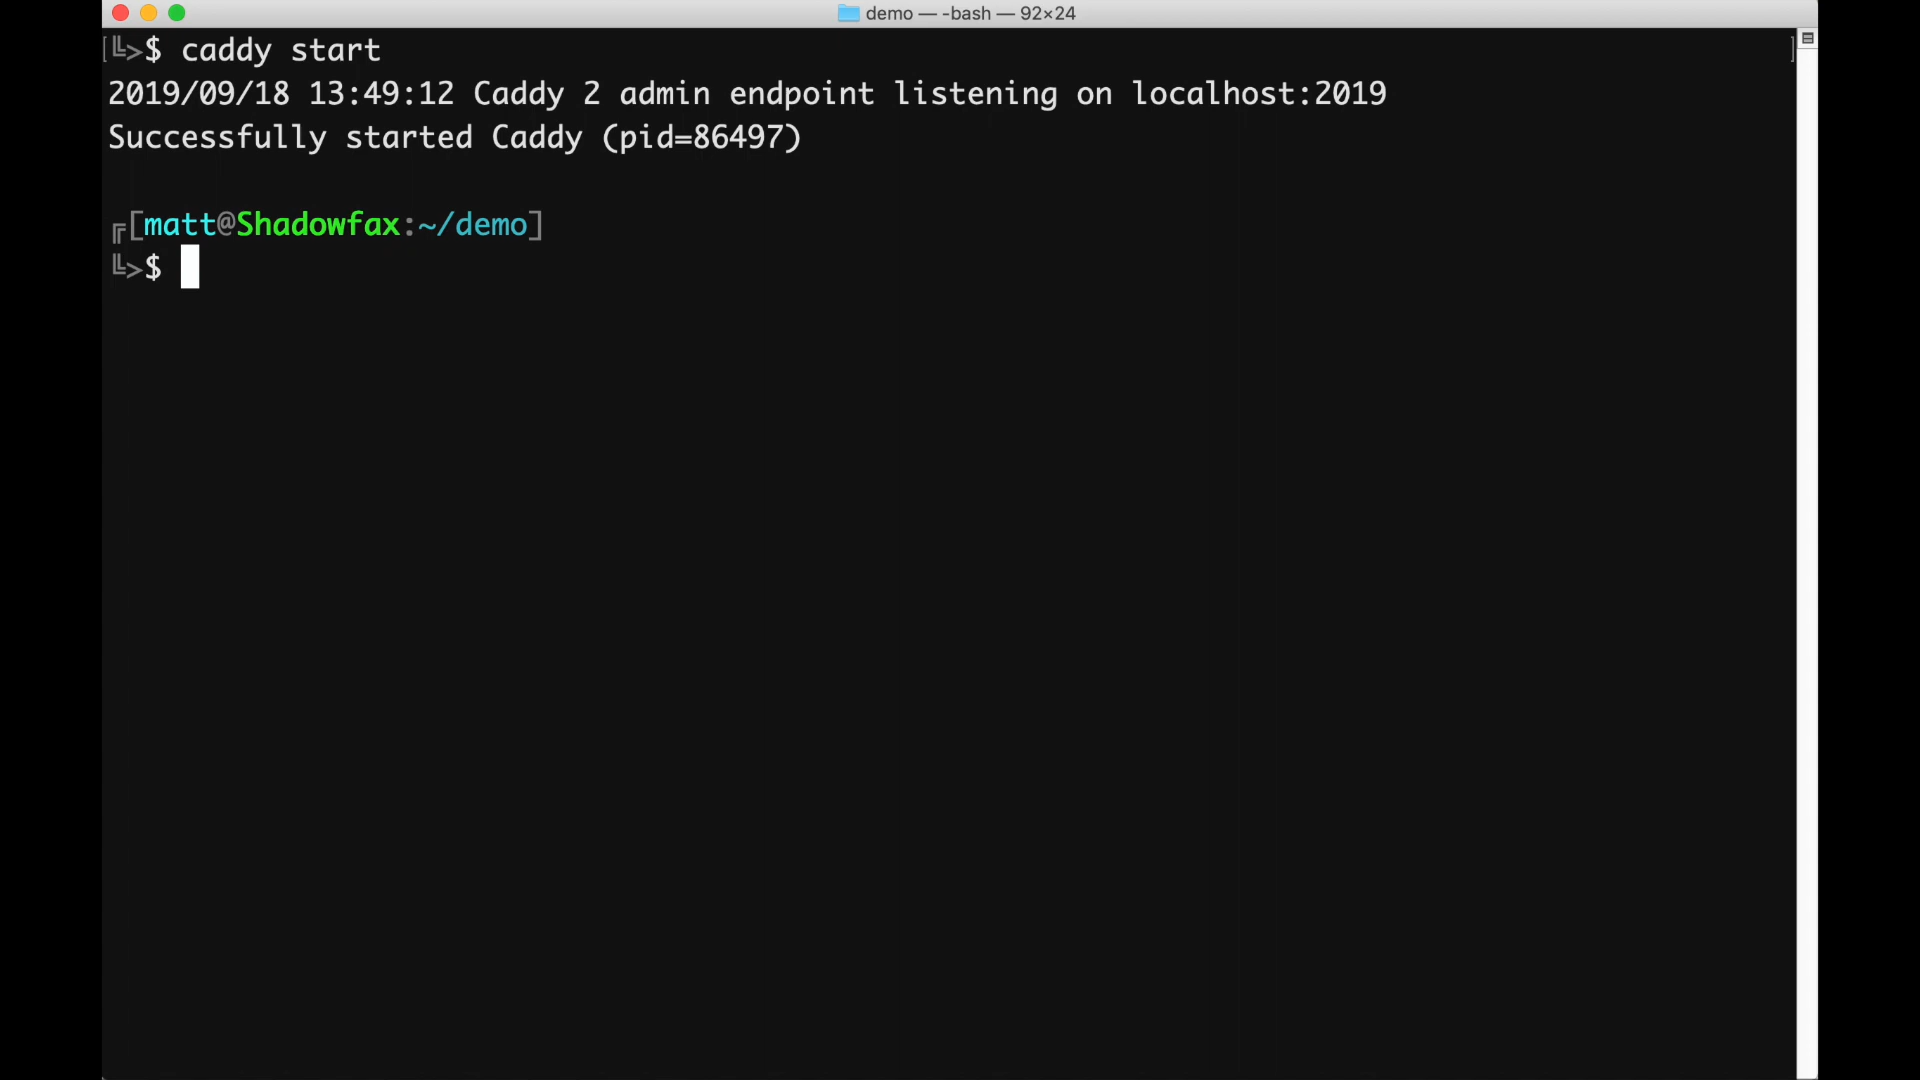 demo — -bash — 92×24
[╚>$ caddy start ]
2019/09/18 13:49:12 Caddy 2 admin endpoint listening on localhost:2019
Successfully started Caddy (pid=86497)
╔[matt@Shadowfax:~/demo]
╚>$